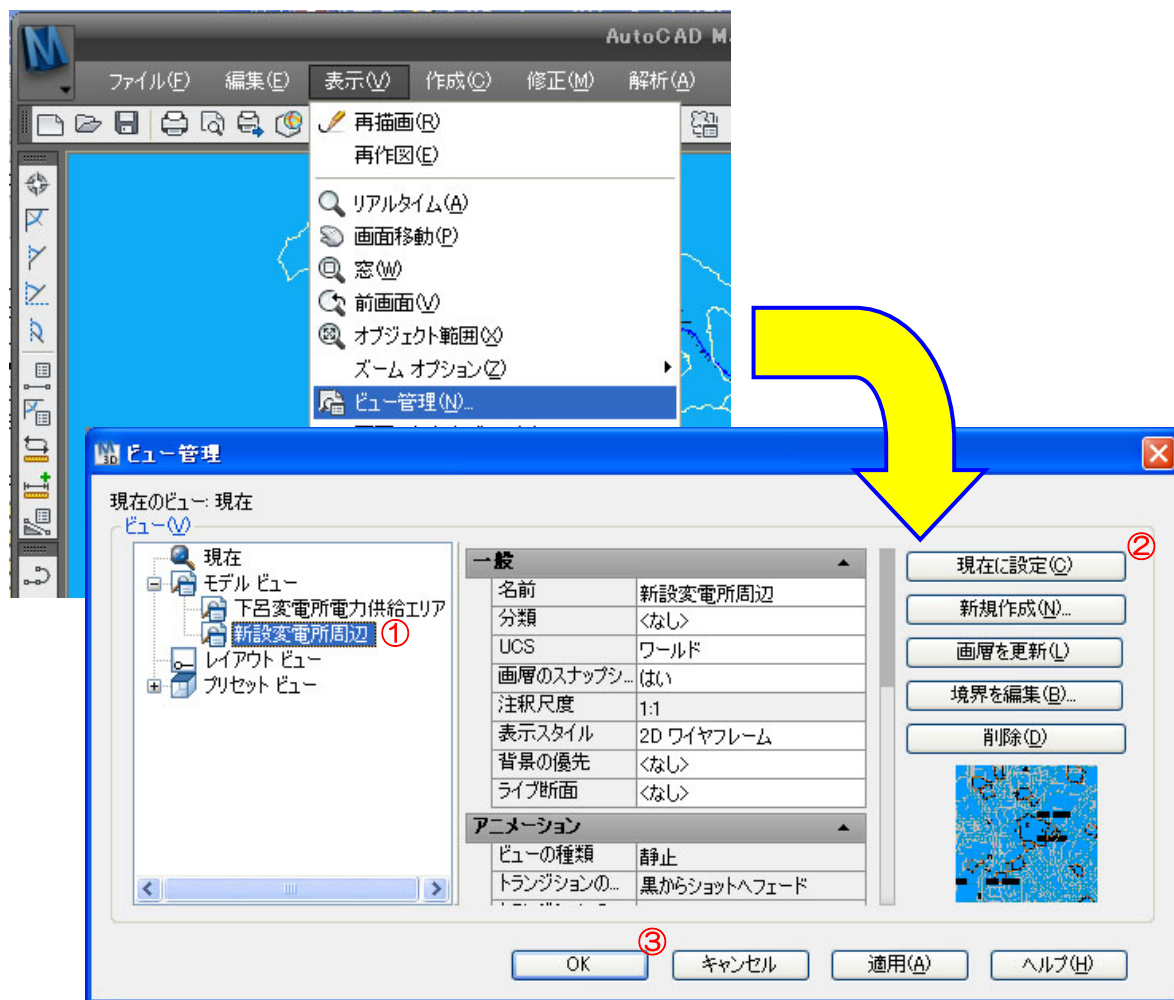 AutoCAD M
ファイル(F) 編集(E) 表示(V) 作成(C) 修正(M) 解析(A)
再描画(R)
再作図(E)
リアルタイム(A)
画面移動(P)
窓(W)
前画面(V)
オブジェクト範囲(X)
ズーム オプション(Z)
ビュー管理(N)...
ビュー管理
現在のビュー: 現在
ビュー(V)
現在
モデル ビュー
下呂変電所電力供給エリア
新設変電所周辺 ①
レイアウト ビュー
プリセット ビュー
一般
名前 新設変電所周辺
分類 <なし>
UCS ワールド
画層のスナップシ... はい
注釈尺度 1:1
表示スタイル 2D ワイヤフレーム
背景の優先 <なし>
ライブ断面 <なし>
アニメーション
ビューの種類 静止
トランジションの... 黒からショットへフェード
現在に設定(C) ②
新規作成(N)...
画層を更新(L)
境界を編集(B)...
削除(D)
OK ③ キャンセル 適用(A) ヘルプ(H)